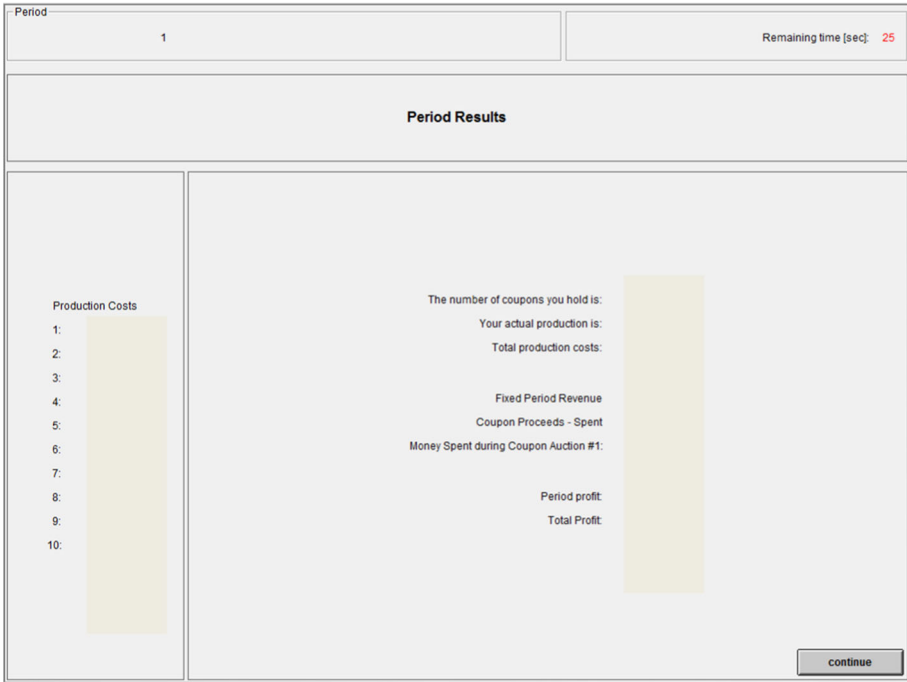 Period
1
Remaining time [sec]: 25
Period Results
Production Costs
1:
2:
3:
4:
5:
6:
7:
8:
9:
10:
The number of coupons you hold is:
Your actual production is:
Total production costs:
Fixed Period Revenue
Coupon Proceeds - Spent
Money Spent during Coupon Auction #1:
Period profit:
Total Profit:
continue